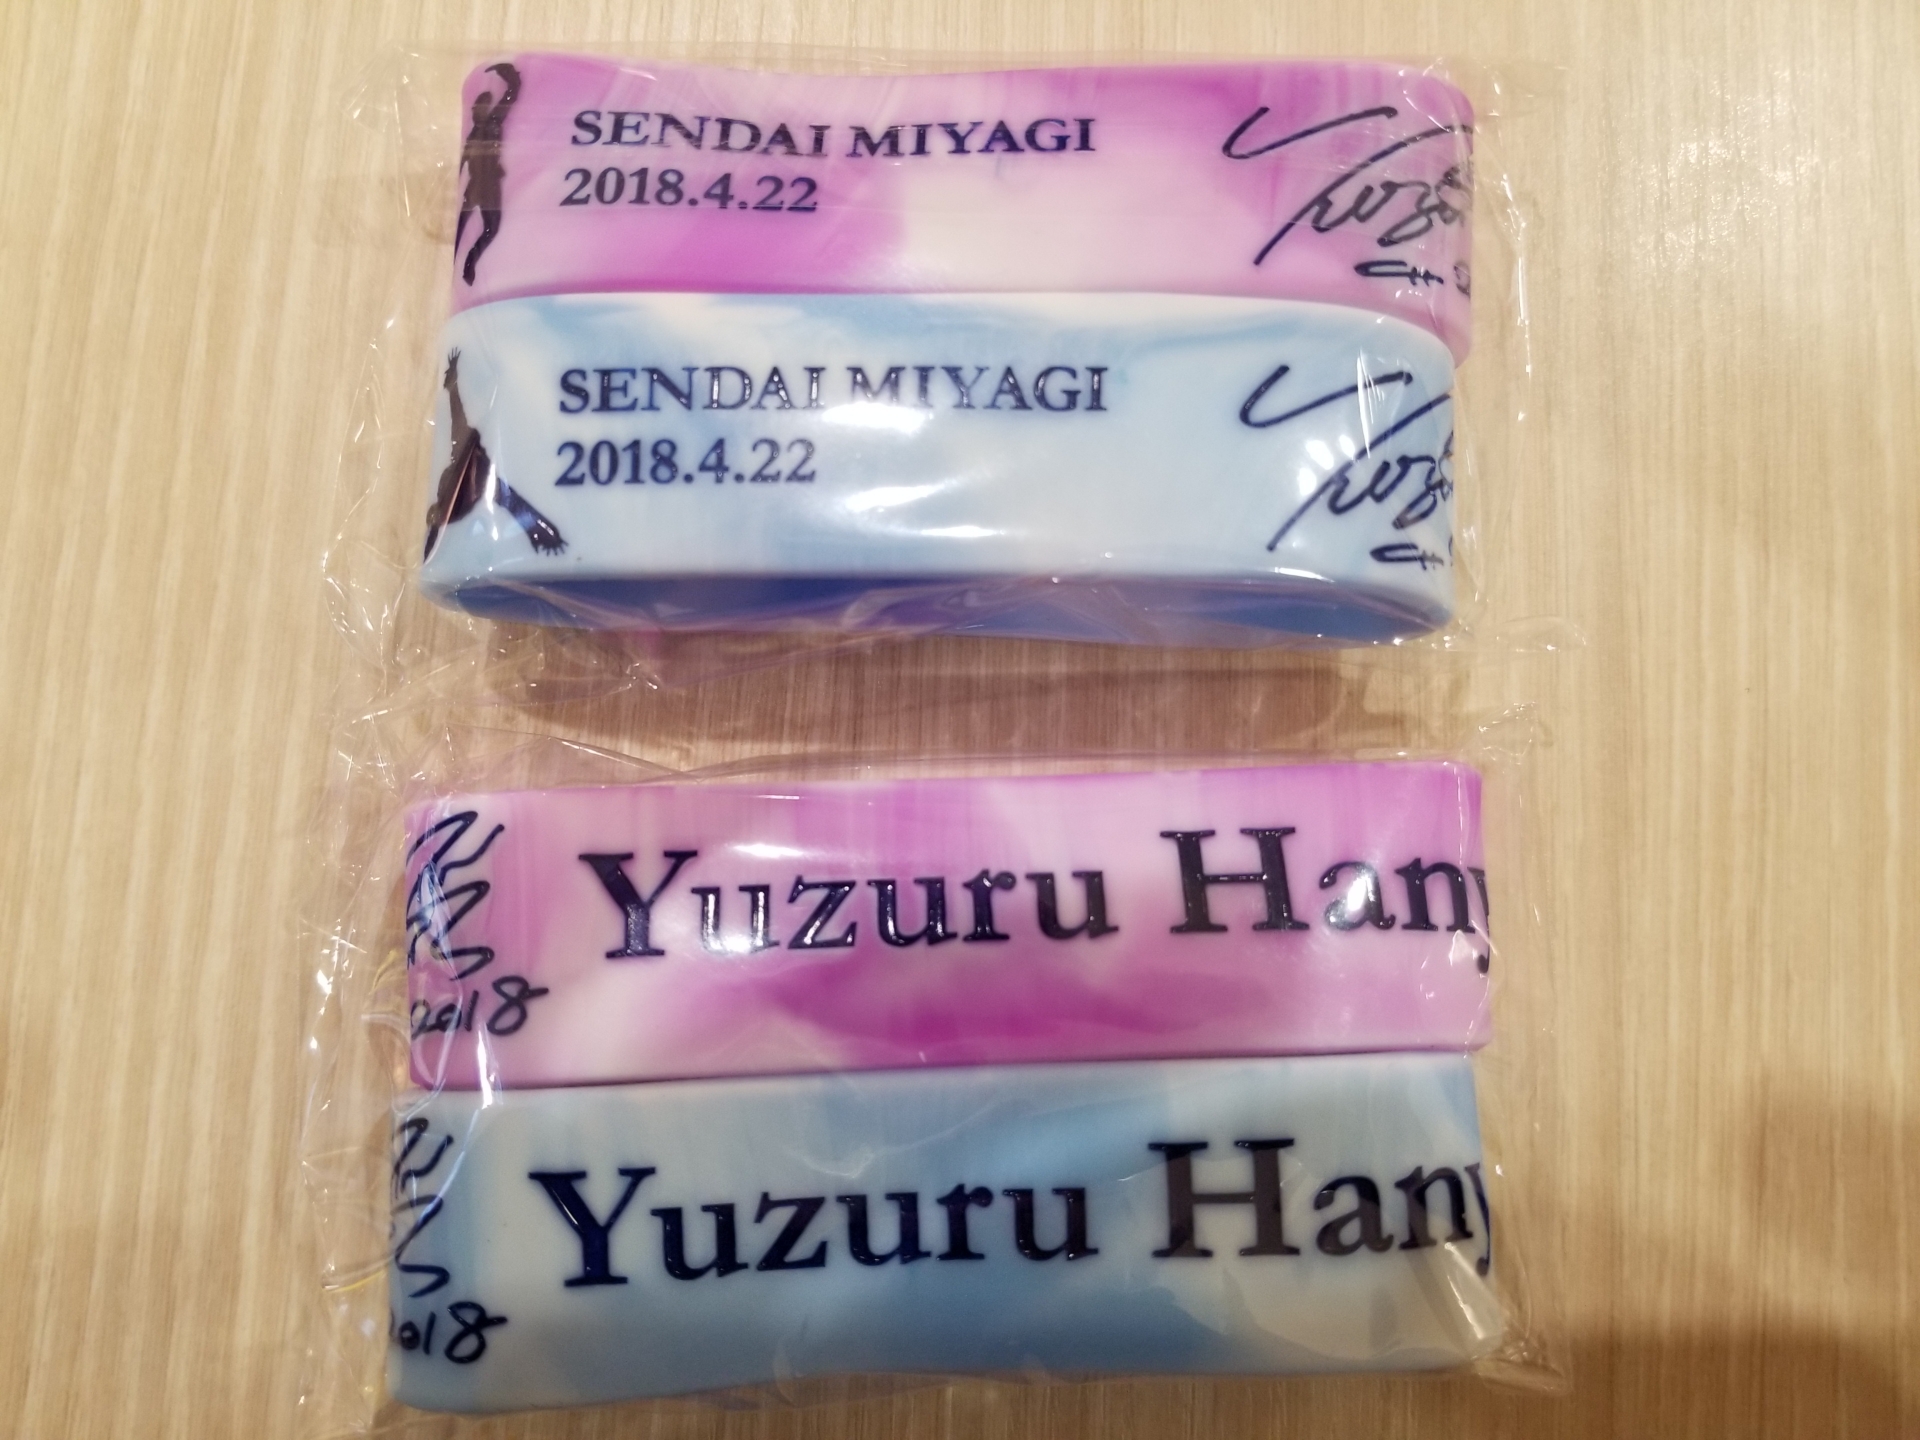 SENDAI MIYAGI
2018.4.22
SENDAI MIYAGI
2018.4.22
2018
Yuzuru Hany
2018
Yuzuru Hany